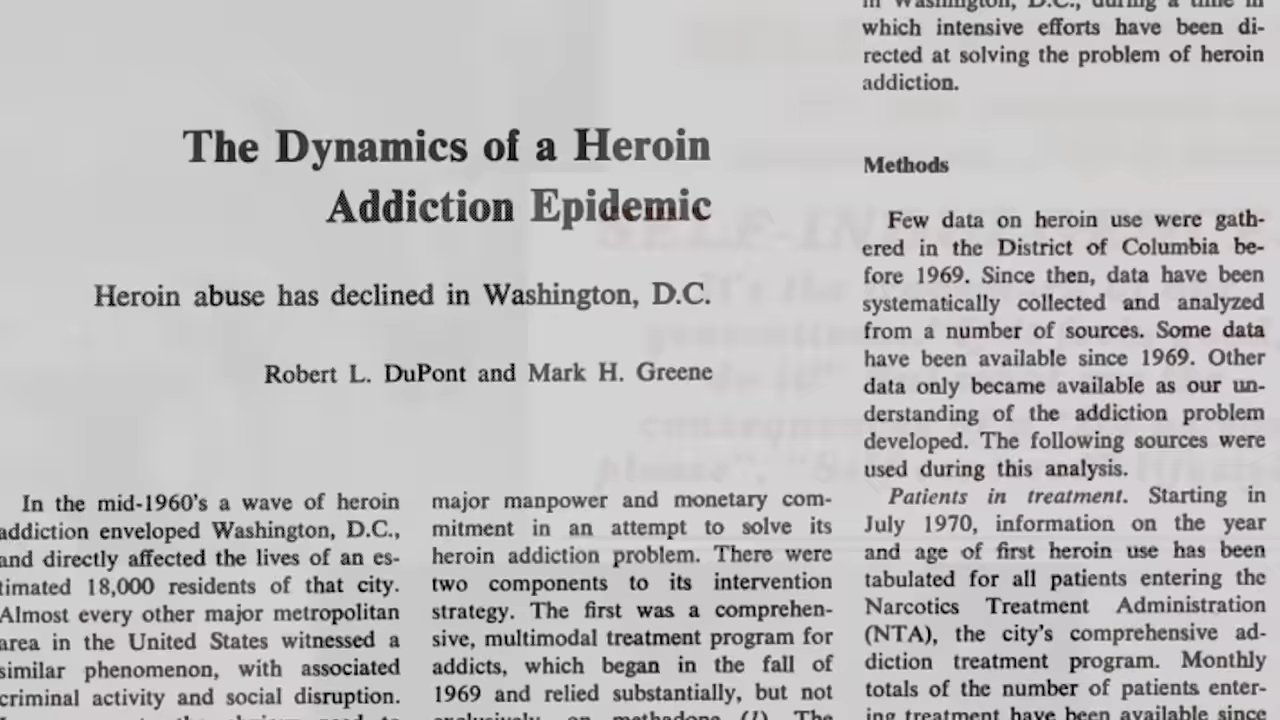 The Dynamics of a Heroin
Addiction Epidemic
Heroin abuse has declined in Washington, D.C.
Robert L. DuPont and Mark H. Greene
In the mid-1960's a wave of heroin
addiction enveloped Washington, D.C.,
and directly affected the lives of an es-
timated 18,000 residents of that city.
Almost every other major metropolitan
area in the United States witnessed a
similar phenomenon, with associated
criminal activity and social disruption.
major manpower and monetary com-
mitment in an attempt to solve its
heroin addiction problem. There were
two components to its intervention
strategy. The first was a comprehen-
sive, multimodal treatment program for
addicts, which began in the fall of
1969 and relied substantially, but not
exclusively, on methadone (1). The
in Washington, D.C., during a time in
which intensive efforts have been di-
rected at solving the problem of heroin
addiction.
Methods
Few data on heroin use were gath-
ered in the District of Columbia be-
fore 1969. Since then, data have been
systematically collected and analyzed
from a number of sources. Some data
have been available since 1969. Other
data only became available as our un-
derstanding of the addiction problem
developed. The following sources were
used during this analysis.
Patients in treatment. Starting in
July 1970, information on the year
and age of first heroin use has been
tabulated for all patients entering the
Narcotics Treatment Administration
(NTA), the city's comprehensive ad-
diction treatment program. Monthly
totals of the number of patients enter-
ing treatment have been available since